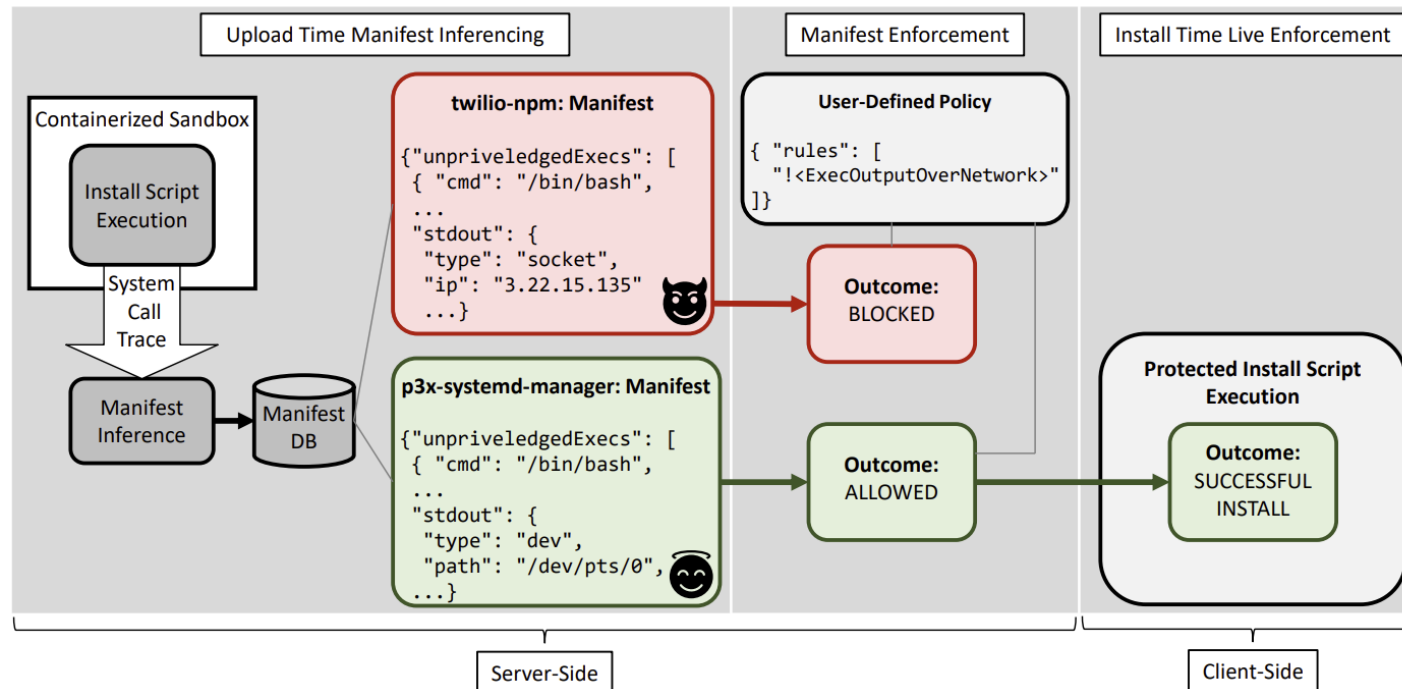 Upload Time Manifest Inferencing
Manifest Enforcement
Install Time Live Enforcement
Containerized Sandbox
Install Script
Execution
System
Call
Trace
Manifest
Inference
Manifest
DB
twilio-npm: Manifest
{"unpriveledgedExecs": [
{ "cmd": "/bin/bash",
...
"stdout": {
"type": "socket",
"ip": "3.22.15.135"
...}
p3x-systemd-manager: Manifest
{"unpriveledgedExecs": [
{ "cmd": "/bin/bash",
...
"stdout": {
"type": "dev",
"path": "/dev/pts/0",
...}
User-Defined Policy
{ "rules": [
"!<ExecOutputOverNetwork>"
]}
Outcome:
BLOCKED
Outcome:
ALLOWED
Protected Install Script
Execution
Outcome:
SUCCESSFUL
INSTALL
Server-Side
Client-Side